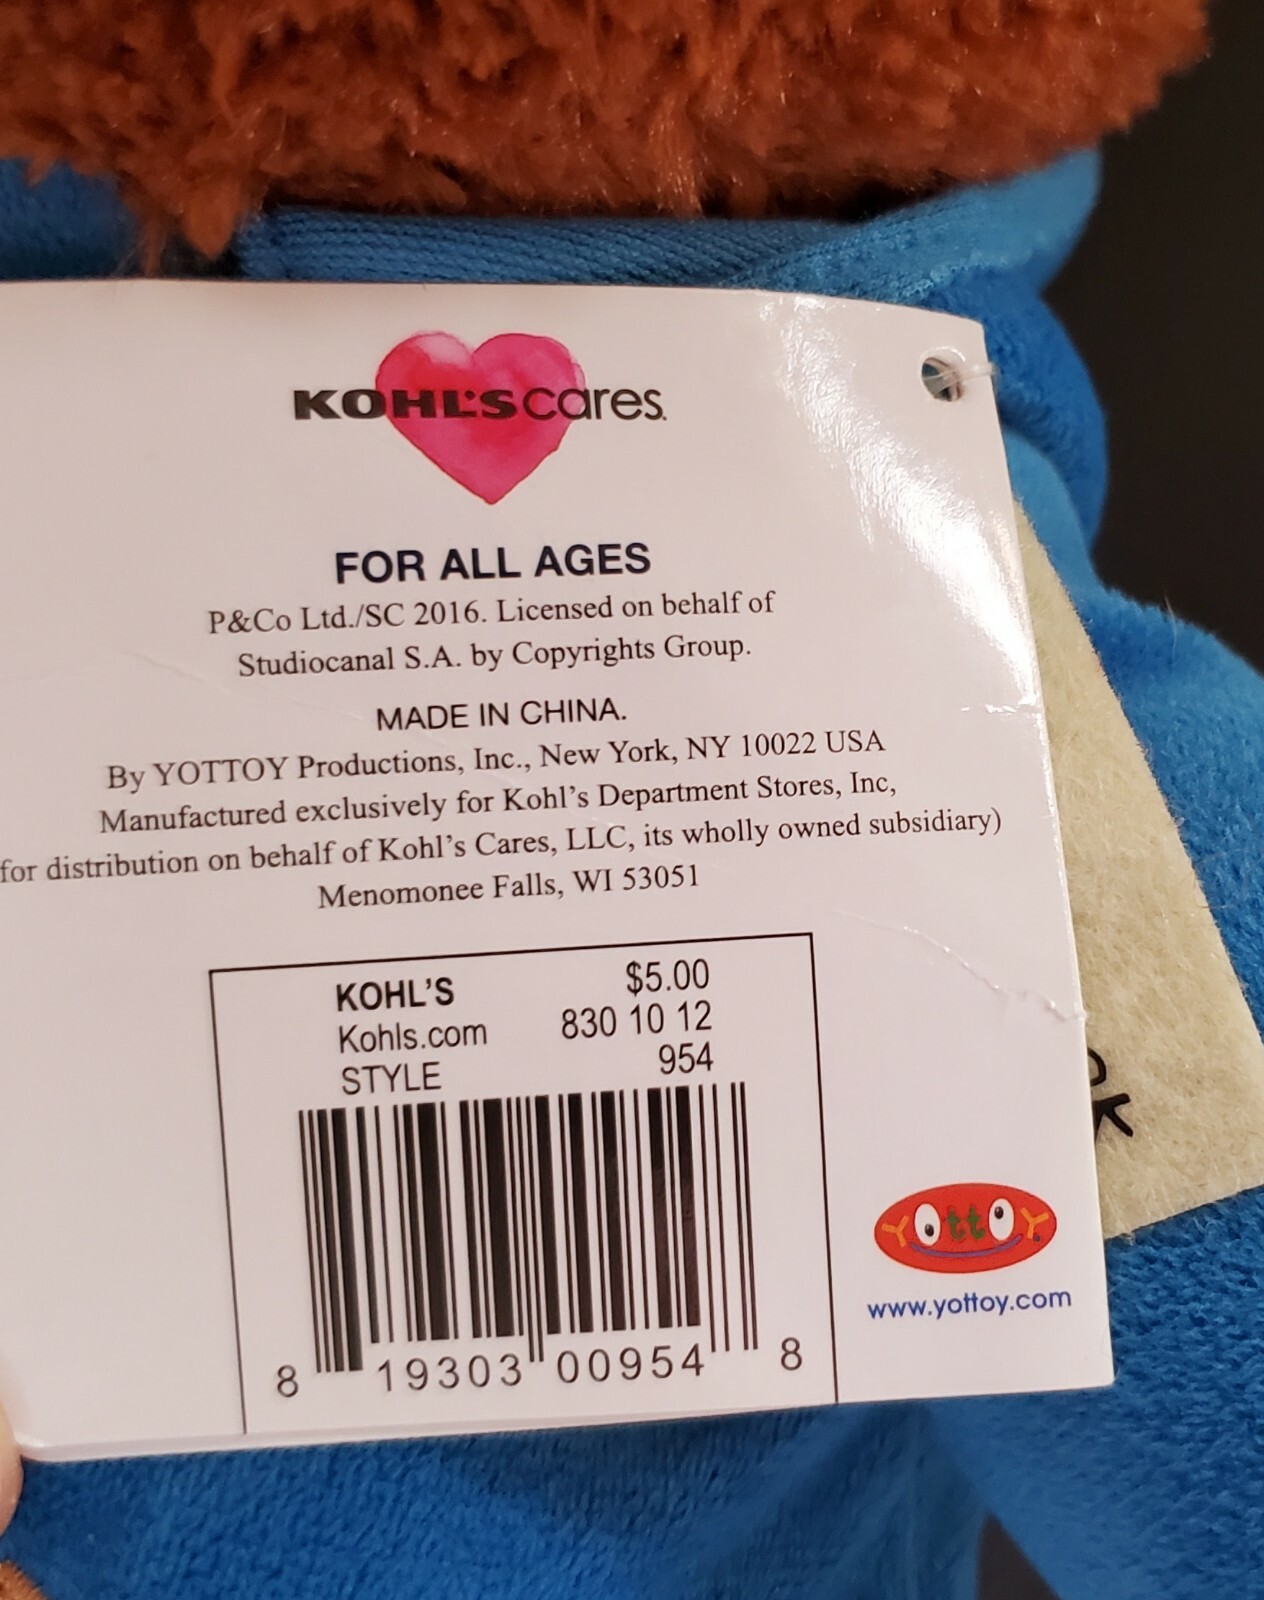 KOHL'S cares.
FOR ALL AGES
P&Co Ltd./SC 2016. Licensed on behalf of
Studiocanal S.A. by Copyrights Group.
MADE IN CHINA.
By YOTTOY Productions, Inc., New York, NY 10022 USA
Manufactured exclusively for Kohl's Department Stores, Inc,
for distribution on behalf of Kohl's Cares, LLC, its wholly owned subsidiary)
Menomonee Falls, WI 53051
KOHL'S $5.00
Kohls.com 830 10 12
STYLE 954
8 19303 00954 8
YOttOY
www.yottoy.com